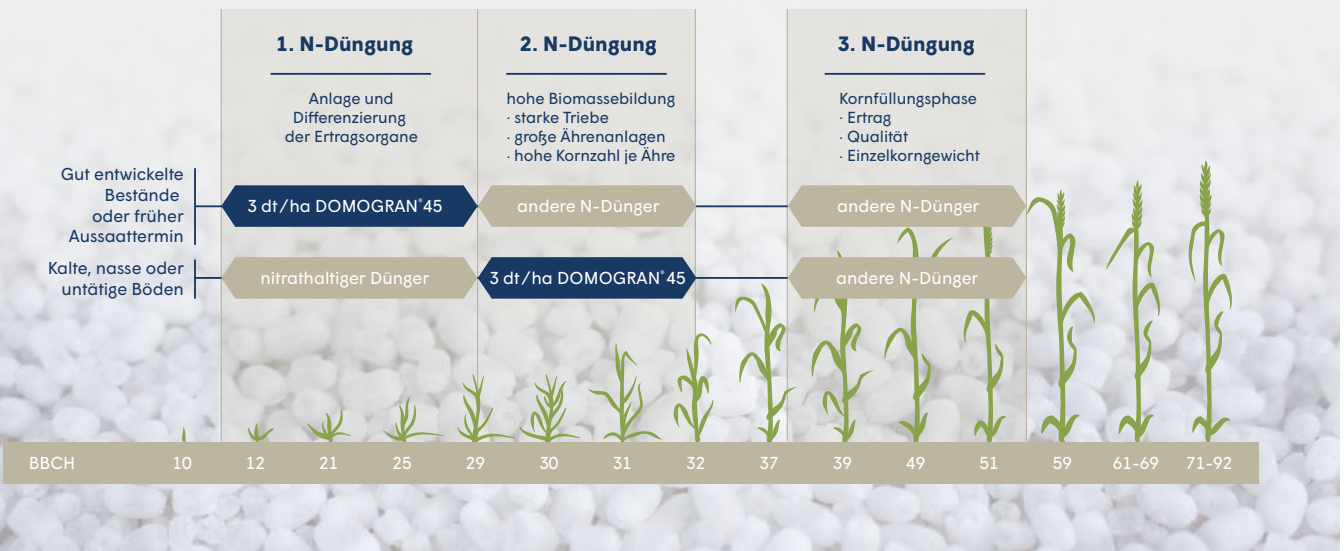 1. N-Düngung
Anlage und
Differenzierung
der Ertragsorgane
2. N-Düngung
hohe Biomassebildung
· starke Triebe
· große Ährenanlagen
· hohe Kornzahl je Ähre
3. N-Düngung
Kornfüllungsphase
· Ertrag
· Qualität
· Einzelkorngewicht
Gut entwickelte
Bestände
oder früher
Aussaattermin
3 dt/ha DOMOGRAN®45
andere N-Dünger
andere N-Dünger
Kalte, nasse oder
untätige Böden
nitrathaltiger Dünger
3 dt/ha DOMOGRAN®45
andere N-Dünger
BBCH 10 12 21 25 29 30 31 32 37 39 49 51 59 61-69 71-92